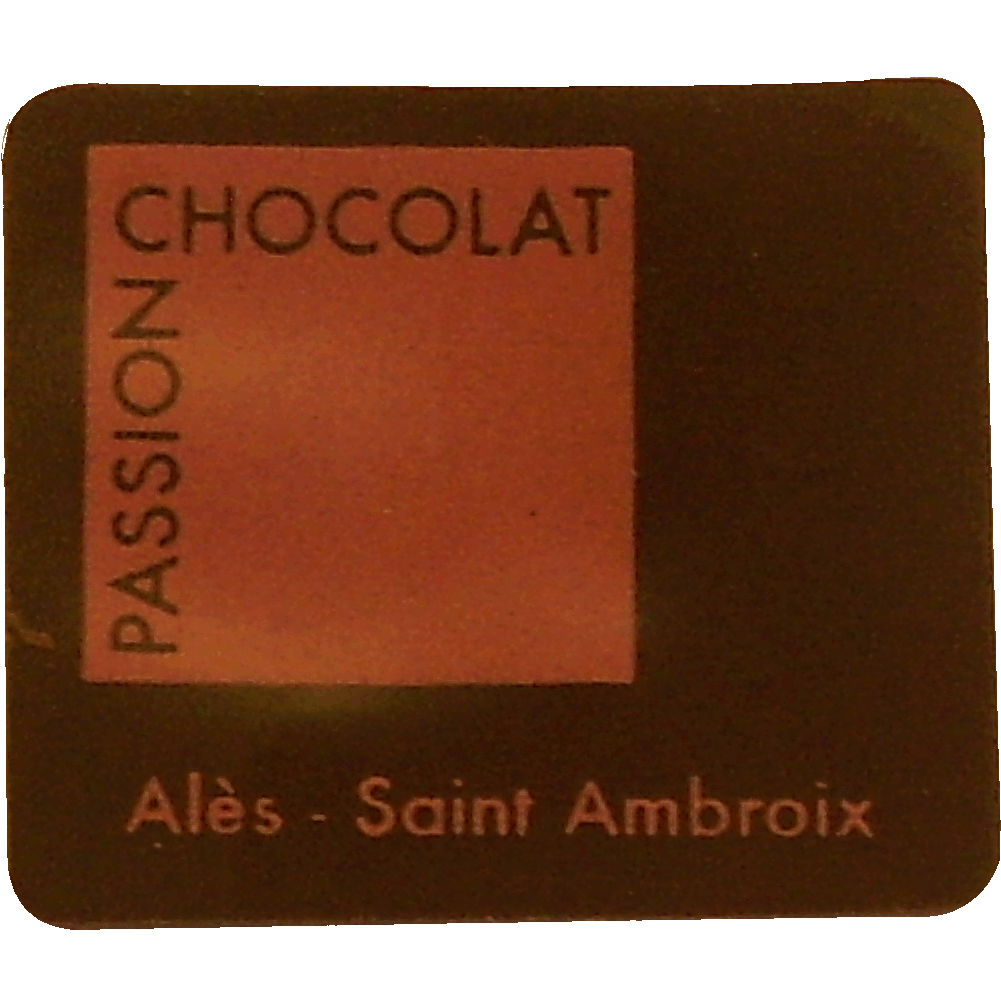 PASSION
CHOCOLAT
Alès - Saint Ambroix